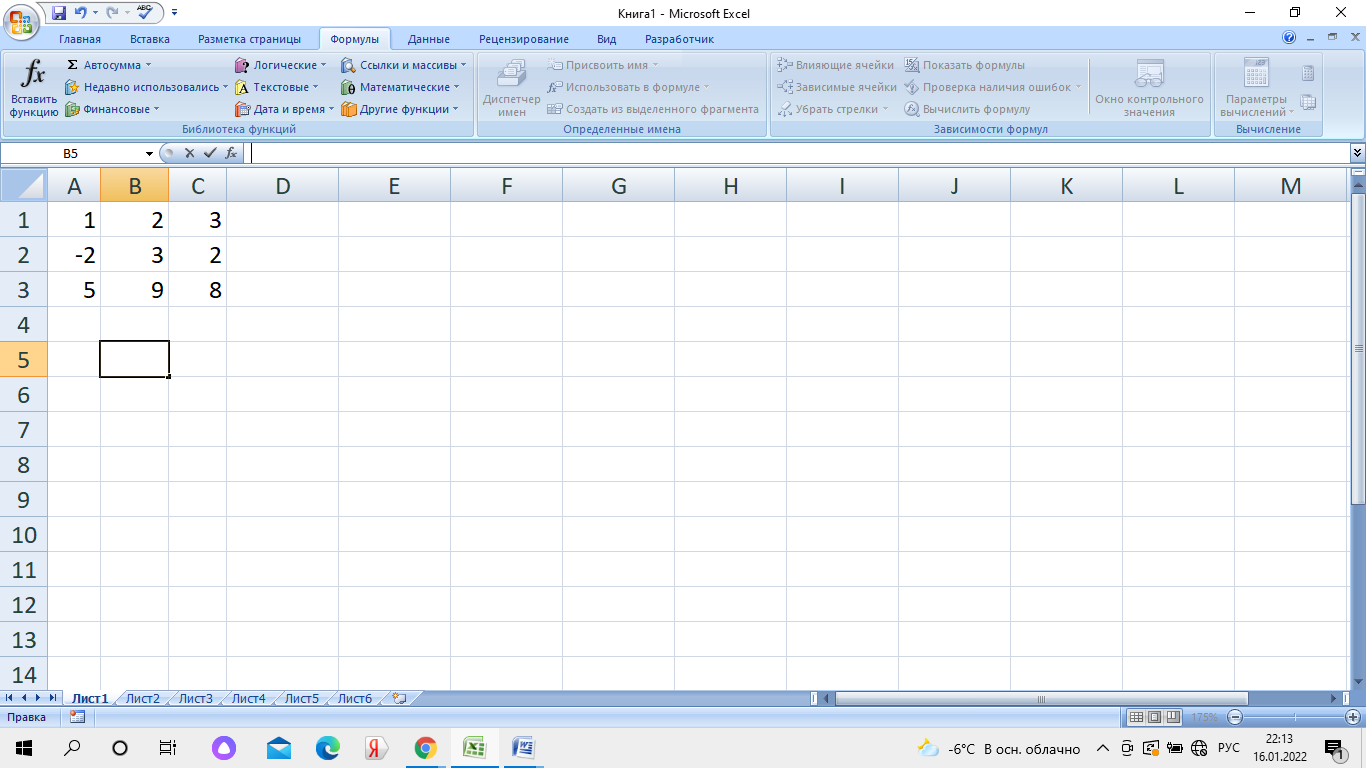 ABC
Книга1 - Microsoft Excel
Главная Вставка Разметка страницы Формулы Данные Рецензирование Вид Разработчик
fx Вставить функцию
Σ Автосумма
Недавно использовались
Финансовые
Логические
Текстовые
Дата и время
Ссылки и массивы
Математические
Другие функции
Библиотека функций
Диспетчер имен
Присвоить имя
Использовать в формуле
Создать из выделенного фрагмента
Определенные имена
Влияющие ячейки
Зависимые ячейки
Убрать стрелки
Показать формулы
Проверка наличия ошибок
Вычислить формулу
Окно контрольного значения
Зависимости формул
Параметры вычислений
Вычисление
B5 fx
A B C D E F G H I J K L M
1 1 2 3
2 -2 3 2
3 5 9 8
4
5
6
7
8
9
10
11
12
13
14
Лист1 Лист2 Лист3 Лист4 Лист5 Лист6
Правка 175%
-6°C В осн. облачно РУС 22:13
16.01.2022
1